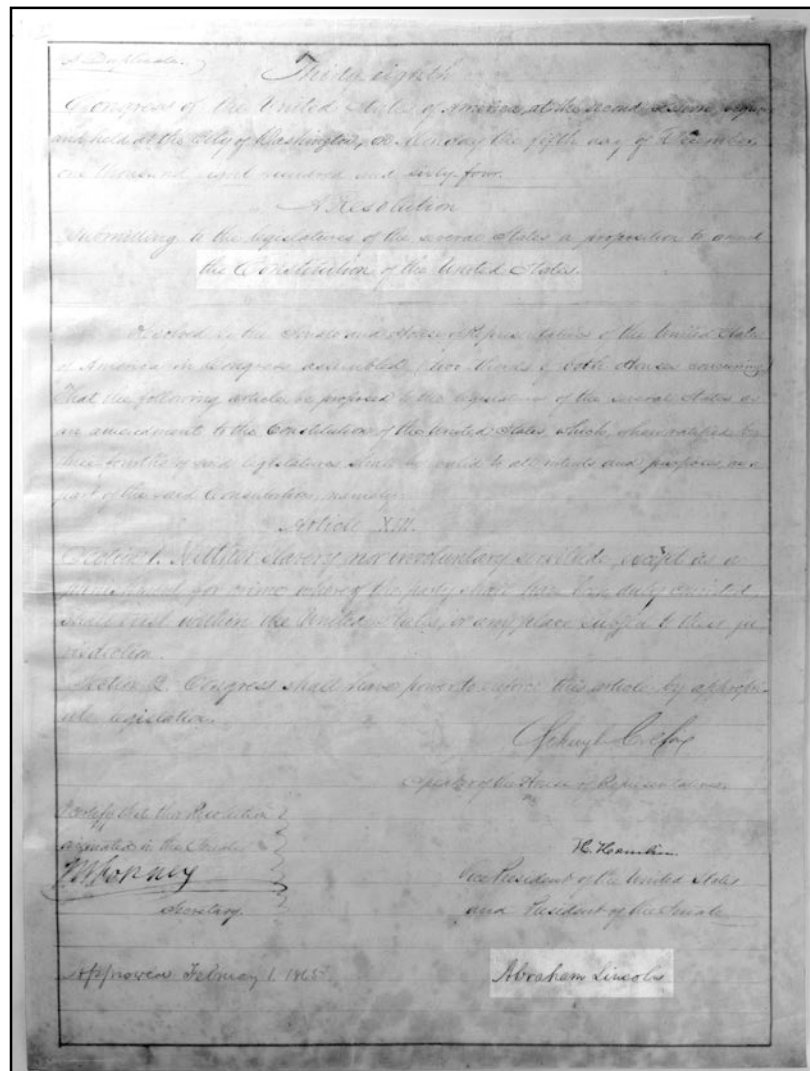 (Duplicate.)
Thirty Eighth
Congress of the United States of America, at the second Session, begun
and held at the City of Washington, on Monday the fifth day of December,
one thousand eight hundred and sixty-four.
A Resolution
Submitting to the legislatures of the several States a proposition to amend
the Constitution of the United States.
Resolved by the Senate and House of Representatives of the United States
of America in Congress assembled, (two thirds of both Houses concurring)
That the following article be proposed to the legislatures of the several States as
an amendment to the Constitution of the United States, which, when ratified by
three fourths of said legislatures shall be valid to all intents and purposes, as a
part of the said Constitution, namely:
Article XIII.
Section 1. Neither slavery nor involuntary servitude, except as a
punishment for crime whereof the party shall have been duly convicted,
shall exist within the United States, or any place subject to their ju
risdiction.
Section 2. Congress shall have power to enforce this article by appropri
ate legislation.
Schuyler Colfax
Speaker of the House of Representatives.
I certify that this Resolution
originated in the Senate
H. Hamlin
J W Forney
Vice President of the United States
Secretary.
and President of the Senate
Approved February 1. 1865.
Abraham Lincoln